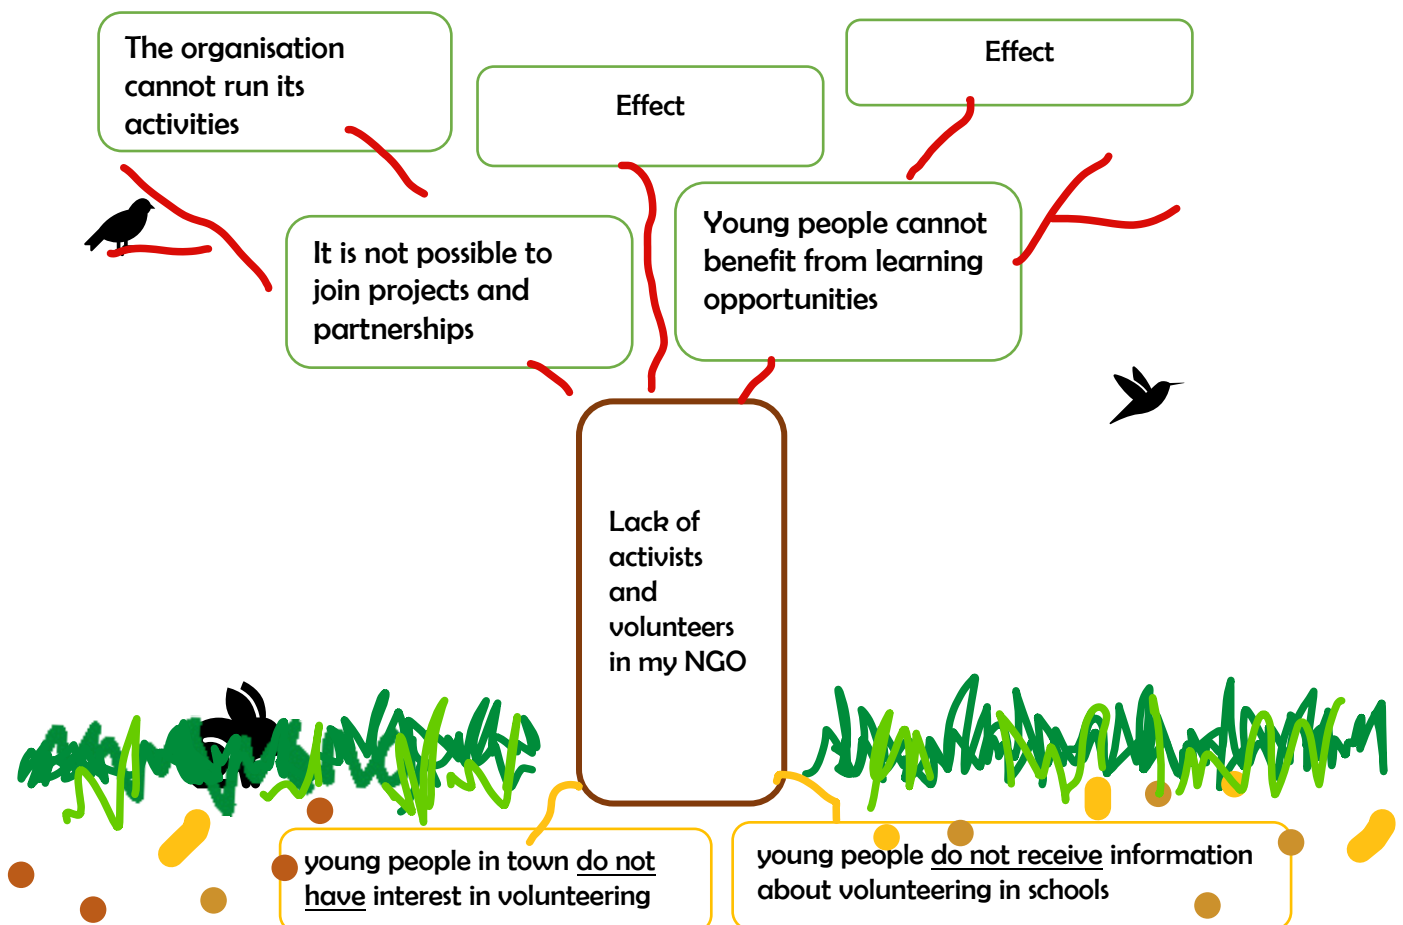 The organisation
cannot run its
activities
Effect
Effect
It is not possible to
join projects and
partnerships
Young people cannot
benefit from learning
opportunities
Lack of
activists
and
volunteers
in my NGO
young people in town do not
have interest in volunteering
young people do not receive information
about volunteering in schools